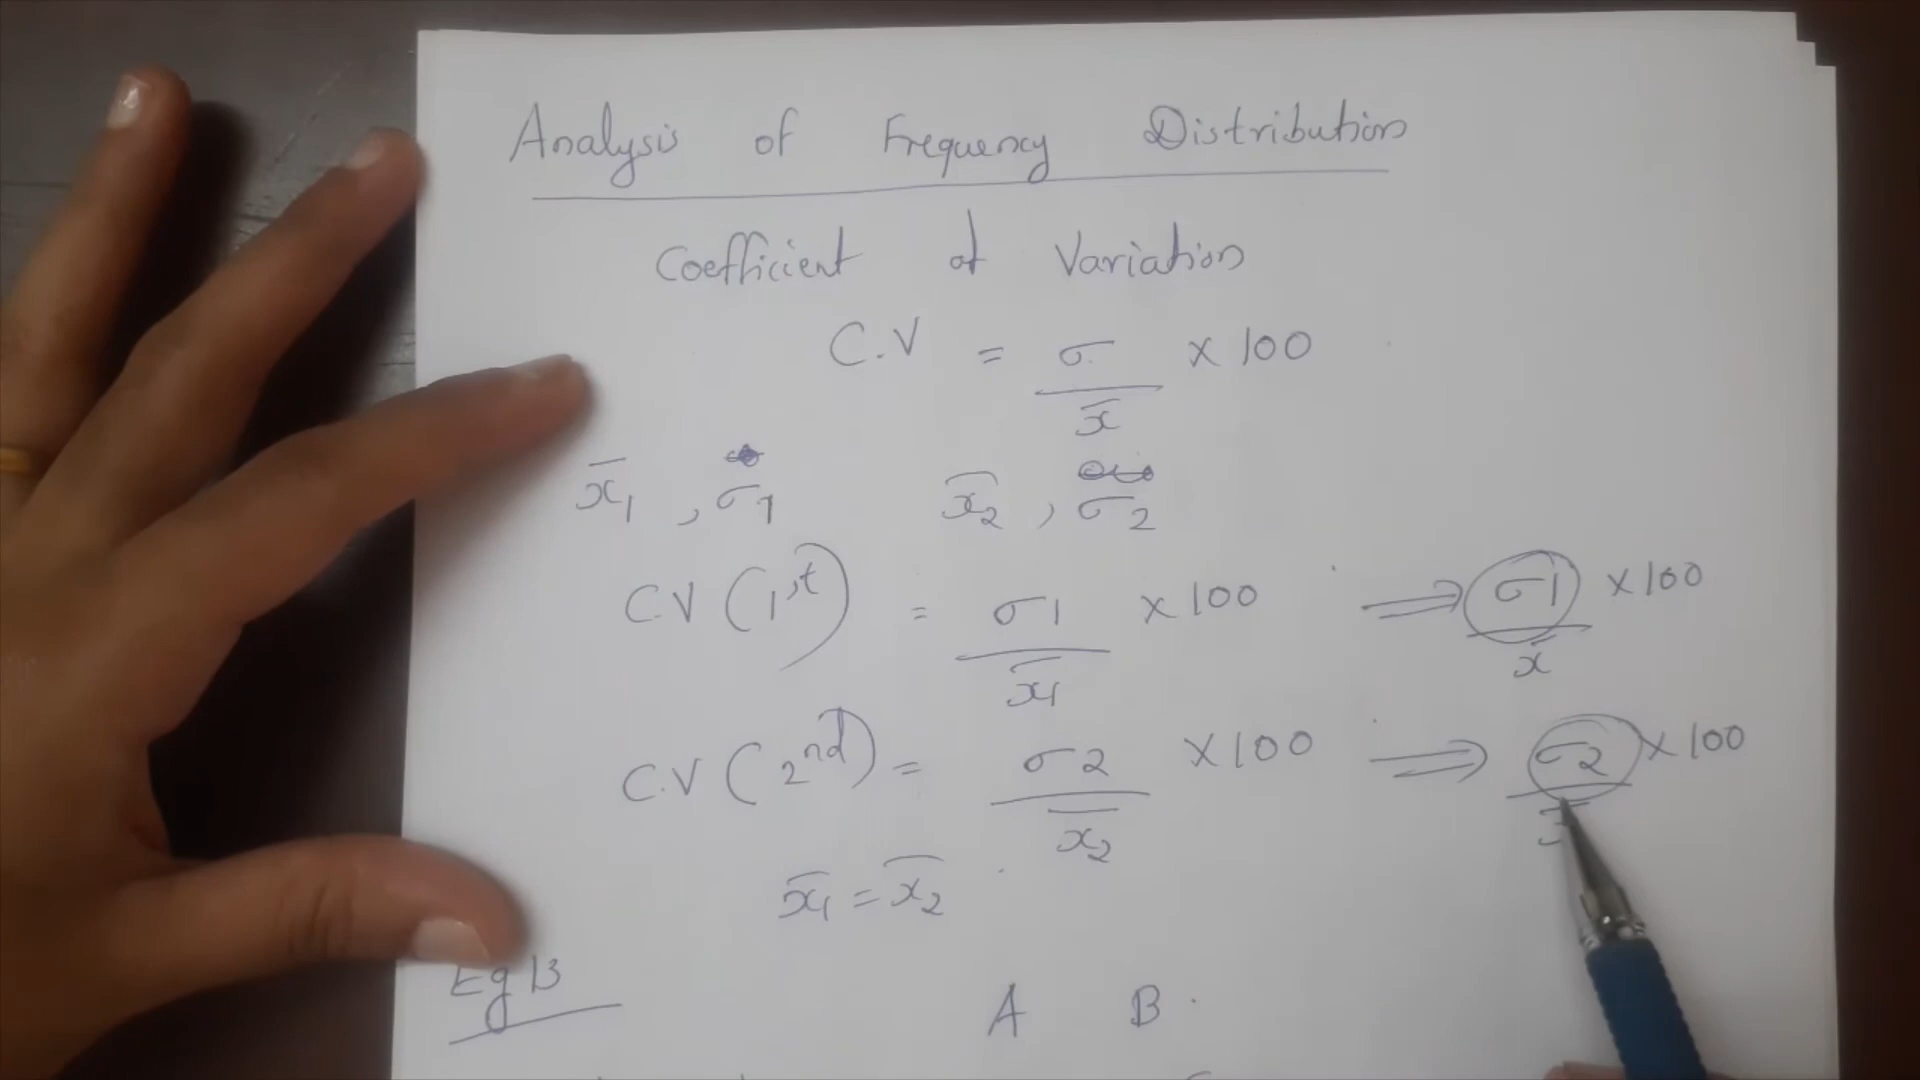 Analysis of Frequency Distribution
Coefficient of Variation
C.V = σ/x̄ × 100
x̄₁, σ₁ x̄₂, σ₂
C.V (1st) = σ1/x̄1 × 100 ⟹ σ1/x̄ × 100
C.V (2nd) = σ2/x̄₂ × 100 ⟹ σ2/x̄ × 100
x̄1 = x̄₂
Eg 13
A B